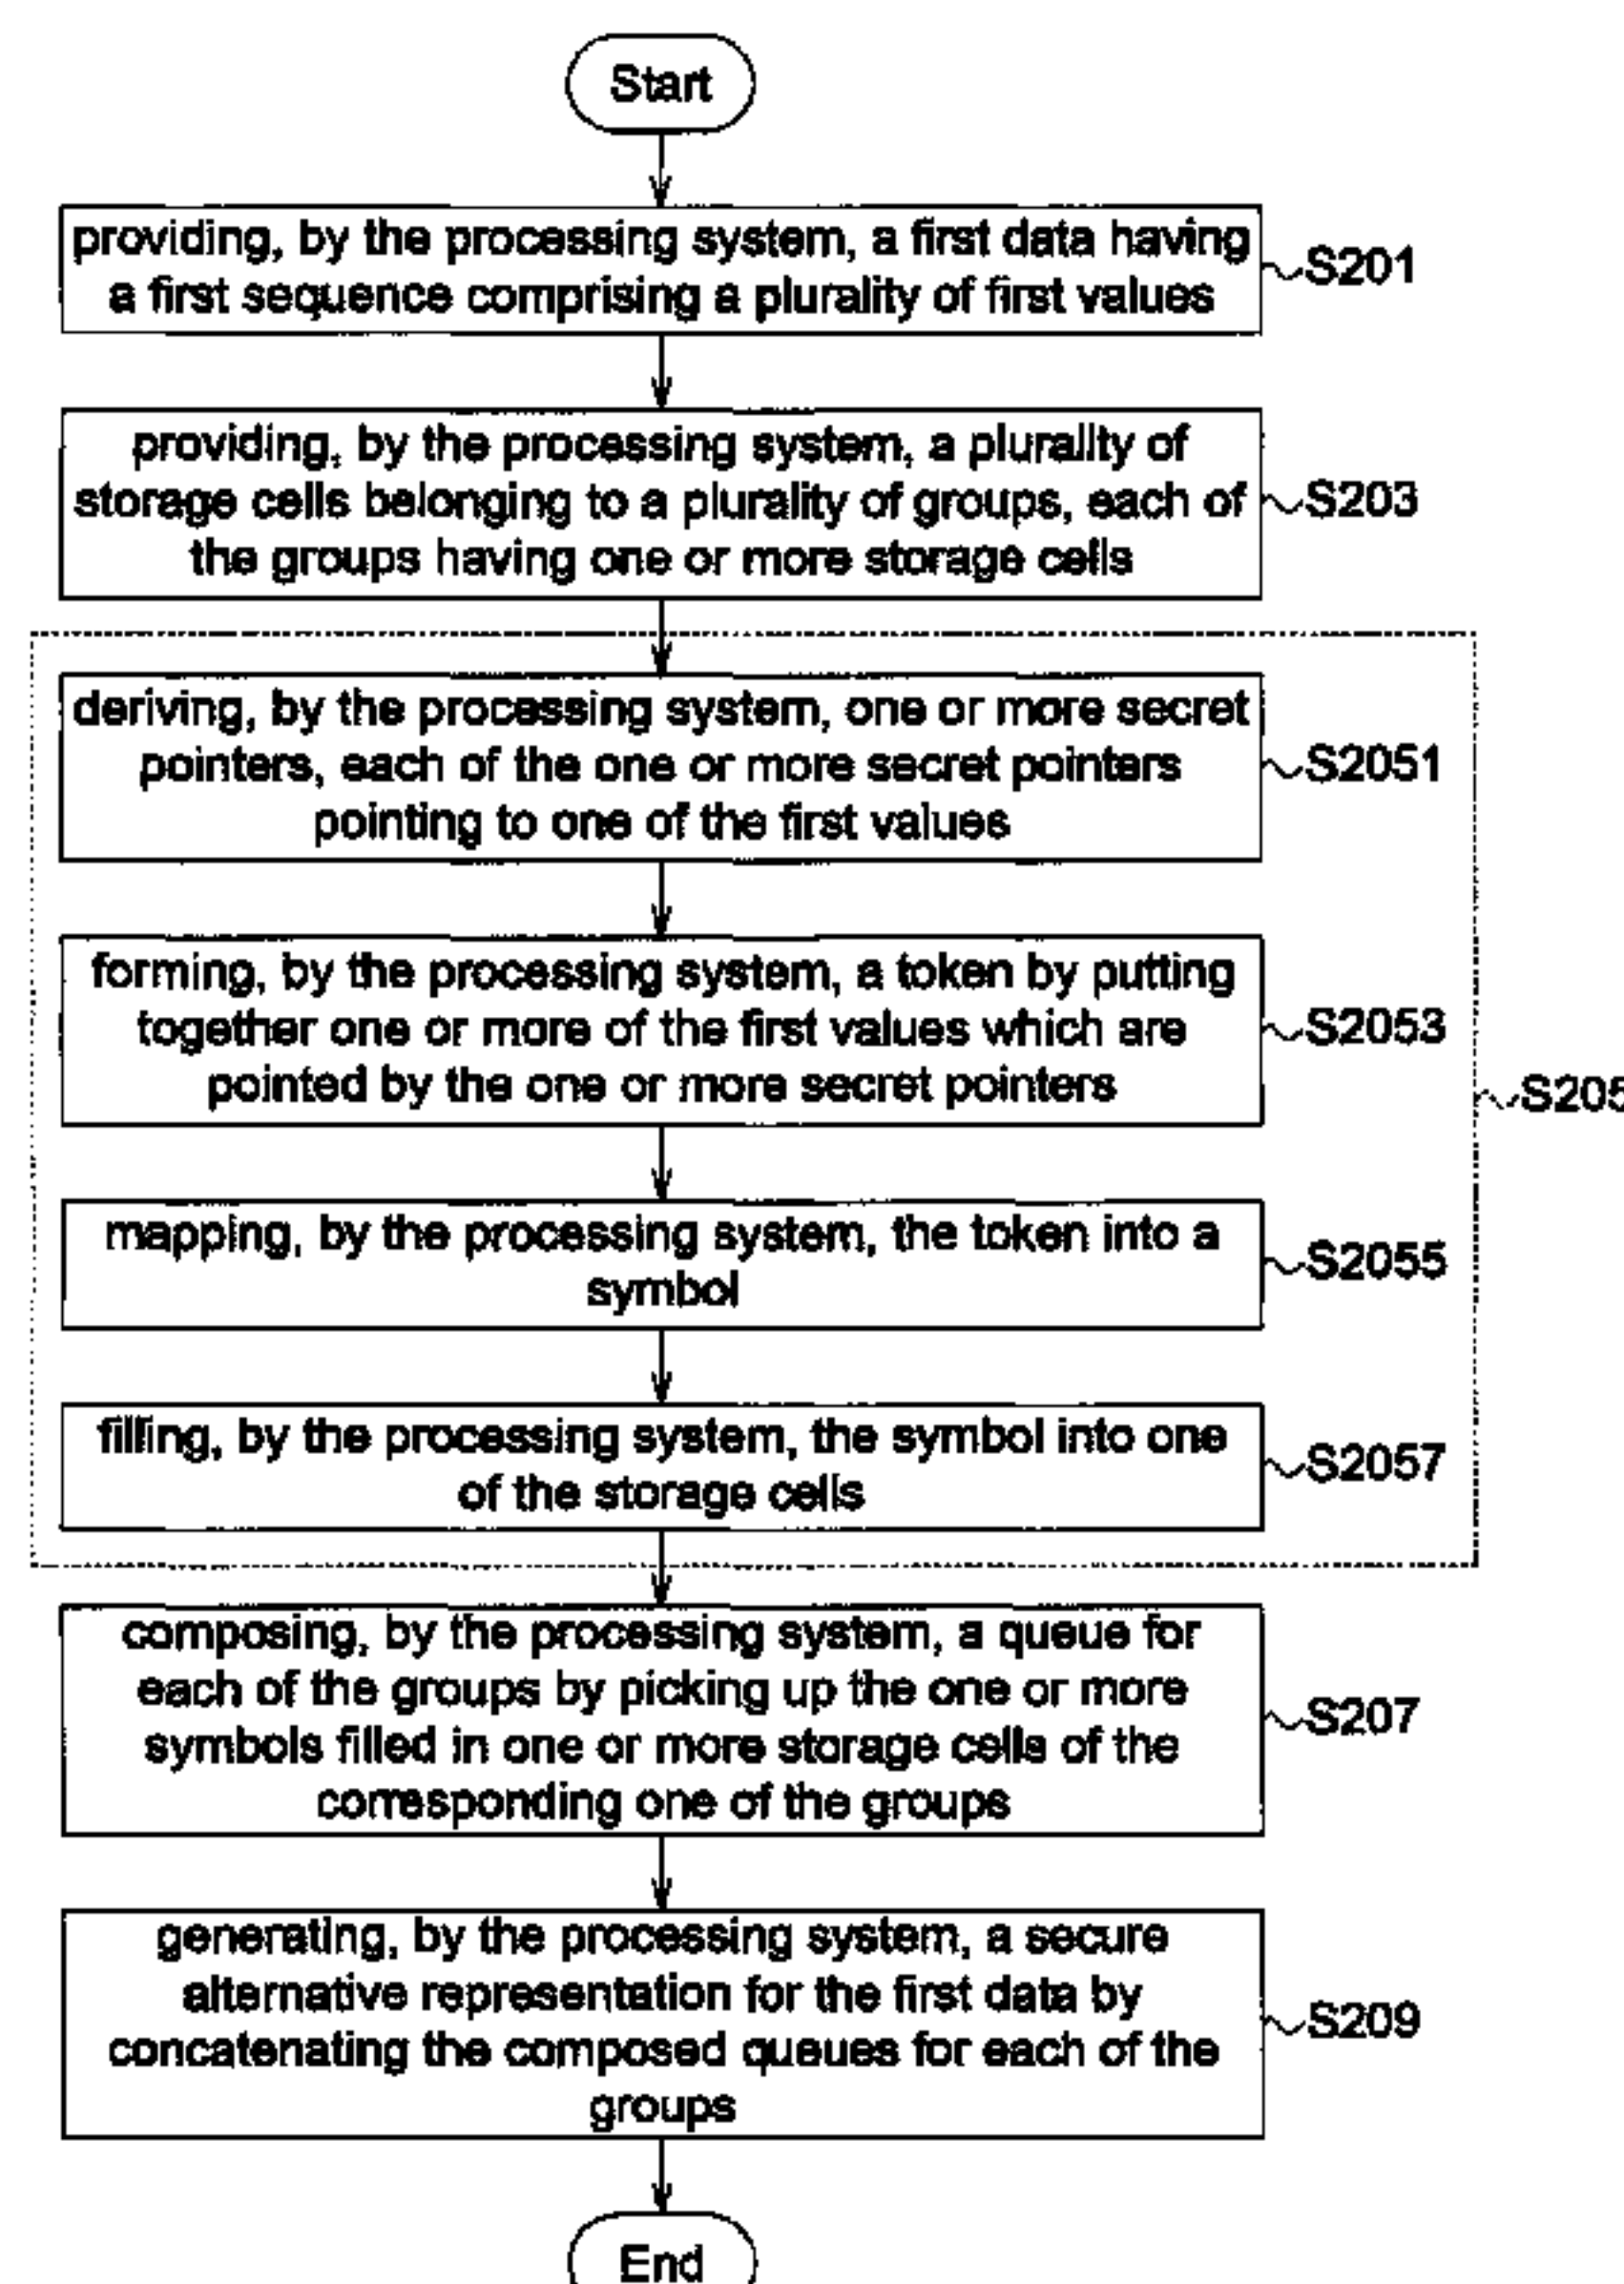 Start
providing, by the processing system, a first data having
a first sequence comprising a plurality of first values
S201
providing, by the processing system, a plurality of
storage cells belonging to a plurality of groups, each of
the groups having one or more storage cells
S203
deriving, by the processing system, one or more secret
pointers, each of the one or more secret pointers
pointing to one of the first values
S2051
forming, by the processing system, a token by putting
together one or more of the first values which are
pointed by the one or more secret pointers
S2053
S205
mapping, by the processing system, the token into a
symbol
S2055
filling, by the processing system, the symbol into one
of the storage cells
S2057
composing, by the processing system, a queue for
each of the groups by picking up the one or more
symbols filled in one or more storage cells of the
corresponding one of the groups
S207
generating, by the processing system, a secure
alternative representation for the first data by
concatenating the composed queues for each of the
groups
S209
End